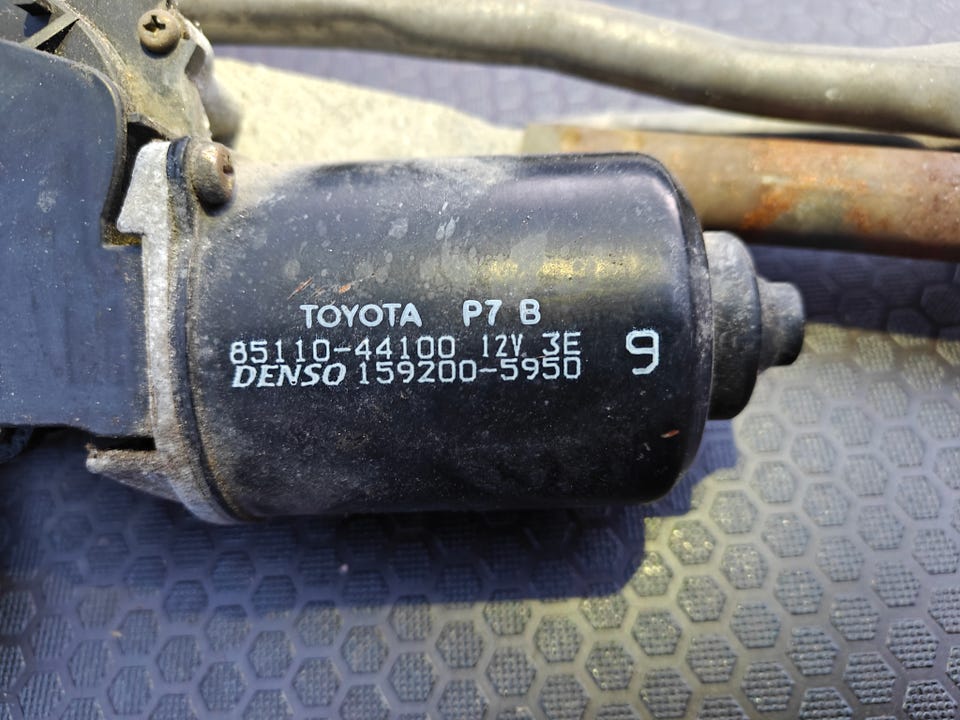 TOYOTA P7 B
85110-44100 12V 3E
DENSO 159200-5950
9